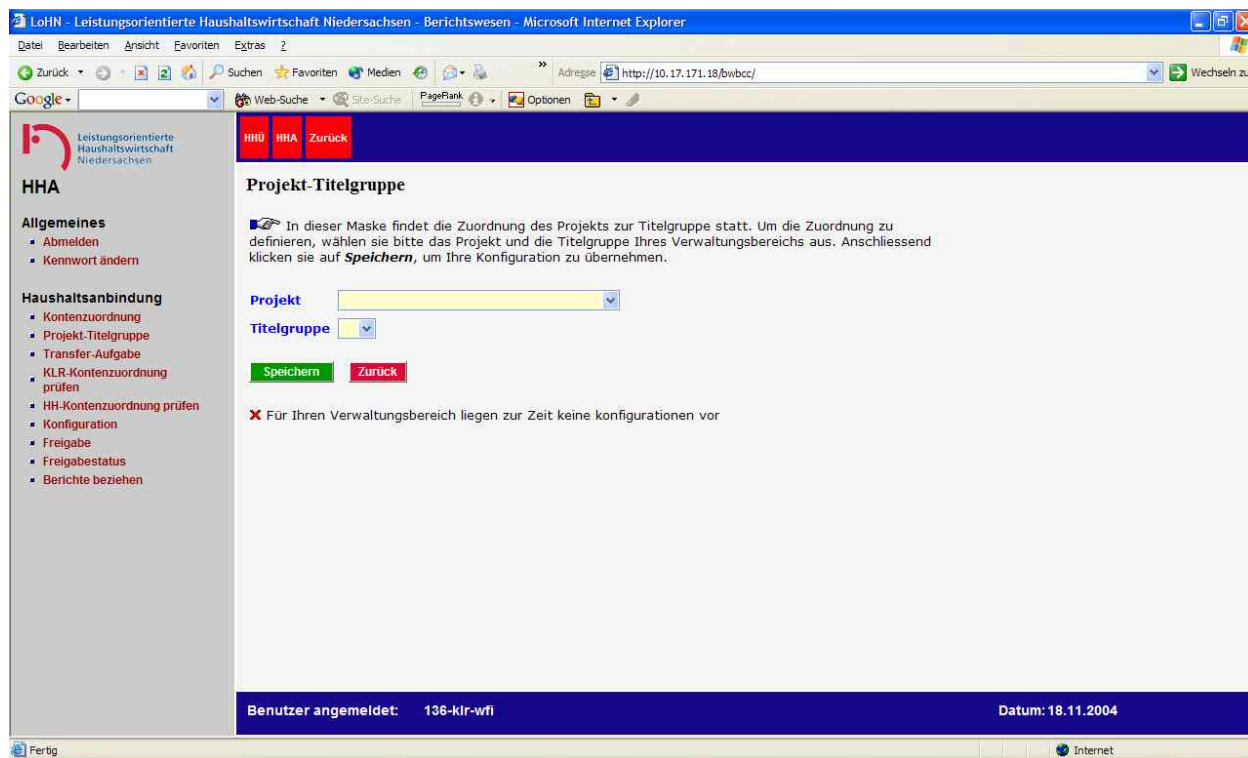 LoHN - Leistungsorientierte Haushaltswirtschaft Niedersachsen - Berichtswesen - Microsoft Internet Explorer
Datei Bearbeiten Ansicht Favoriten Extras ?
Zurück Suchen Favoriten Medien » Adresse http://10.17.171.18/bwbcc/ Wechseln zu
Google Web-Suche Site-Suche PageRank Optionen
Leistungsorientierte
Haushaltswirtschaft
Niedersachsen
HHÜ HHA Zurück
HHA
Allgemeines
Abmelden
Kennwort ändern
Haushaltsanbindung
Kontenzuordnung
Projekt-Titelgruppe
Transfer-Aufgabe
KLR-Kontenzuordnung
prüfen
HH-Kontenzuordnung prüfen
Konfiguration
Freigabe
Freigabestatus
Berichte beziehen
Projekt-Titelgruppe
In dieser Maske findet die Zuordnung des Projekts zur Titelgruppe statt. Um die Zuordnung zu
definieren, wählen sie bitte das Projekt und die Titelgruppe Ihres Verwaltungsbereichs aus. Anschliessend
klicken sie auf Speichern, um Ihre Konfiguration zu übernehmen.
Projekt
Titelgruppe
Speichern Zurück
Für Ihren Verwaltungsbereich liegen zur Zeit keine konfigurationen vor
Benutzer angemeldet: 136-klr-wfi Datum: 18.11.2004
Fertig Internet